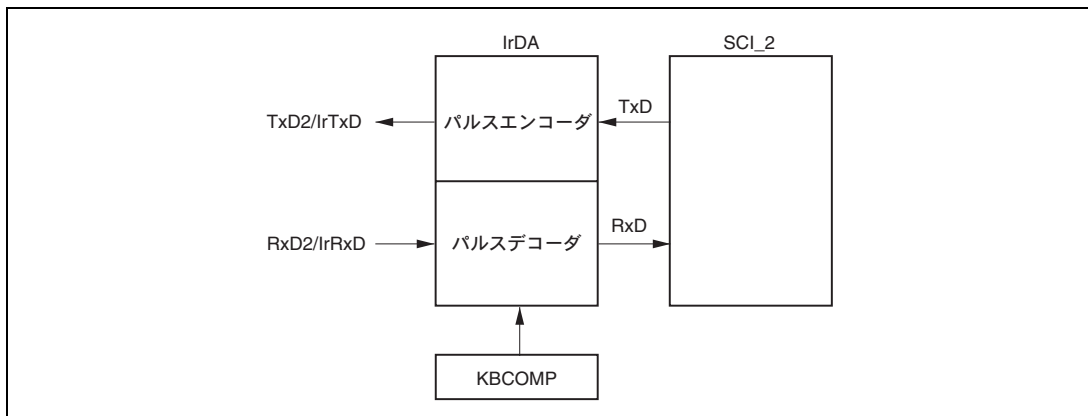 IrDA
SCI_2
TxD2/IrTxD
パルスエンコーダ
TxD
RxD2/IrRxD
パルスデコーダ
RxD
KBCOMP